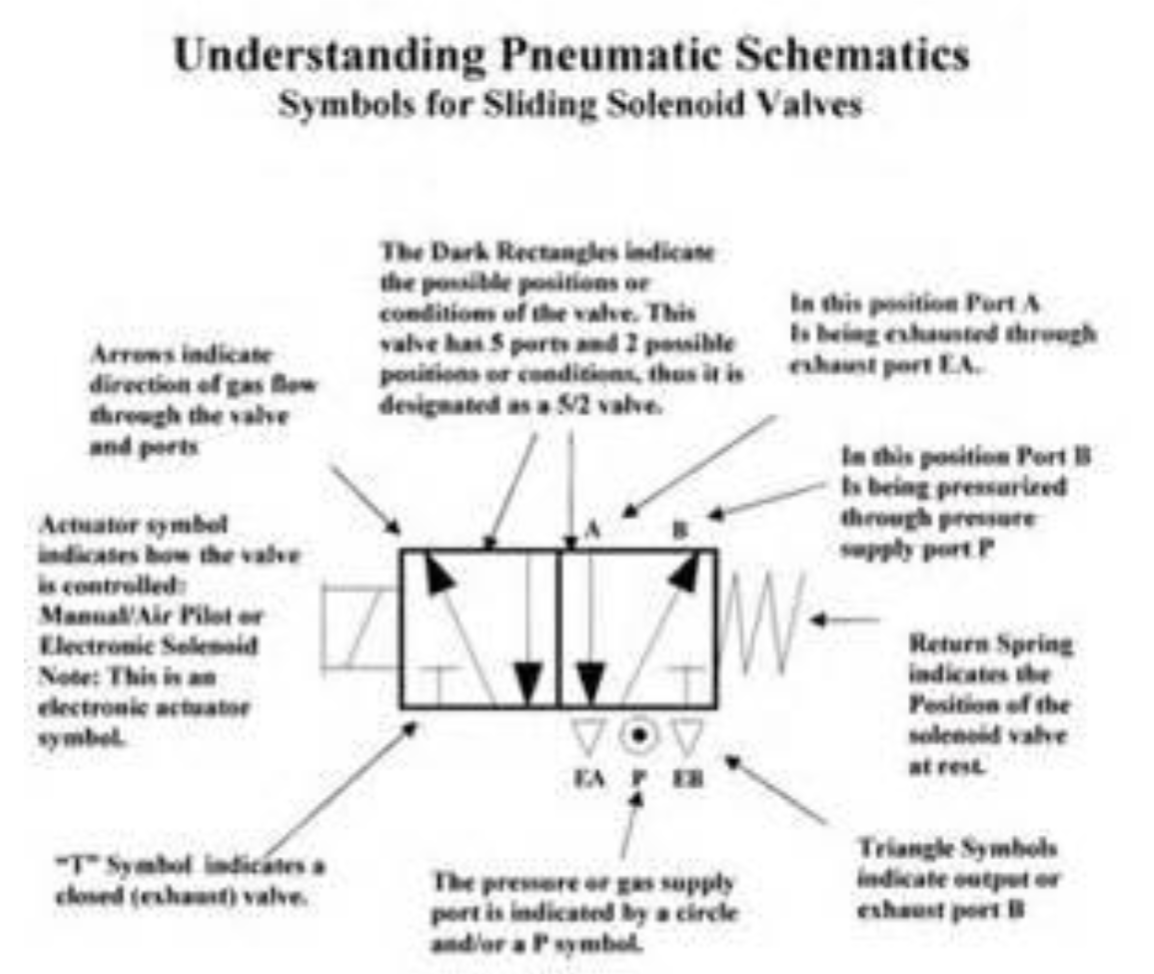 Understanding Pneumatic Schematics
Symbols for Sliding Solenoid Valves
The Dark Rectangles indicate
the possible positions or
conditions of the valve. This
valve has 5 ports and 2 possible
positions or conditions, thus it is
designated as a 5/2 valve.
In this position Port A
Is being exhausted through
exhaust port EA.
Arrows indicate
direction of gas flow
through the valve
and ports
In this position Port B
Is being pressurized
through pressure
supply port P
Actuator symbol
indicates how the valve
is controlled:
Manual/Air Pilot or
Electronic Solenoid
Note: This is an
electronic actuator
symbol.
A B
Return Spring
indicates the
Position of the
solenoid valve
at rest.
EA P EB
"T" Symbol indicates a
closed (exhaust) valve.
The pressure or gas supply
port is indicated by a circle
and/or a P symbol.
Triangle Symbols
indicate output or
exhaust port B